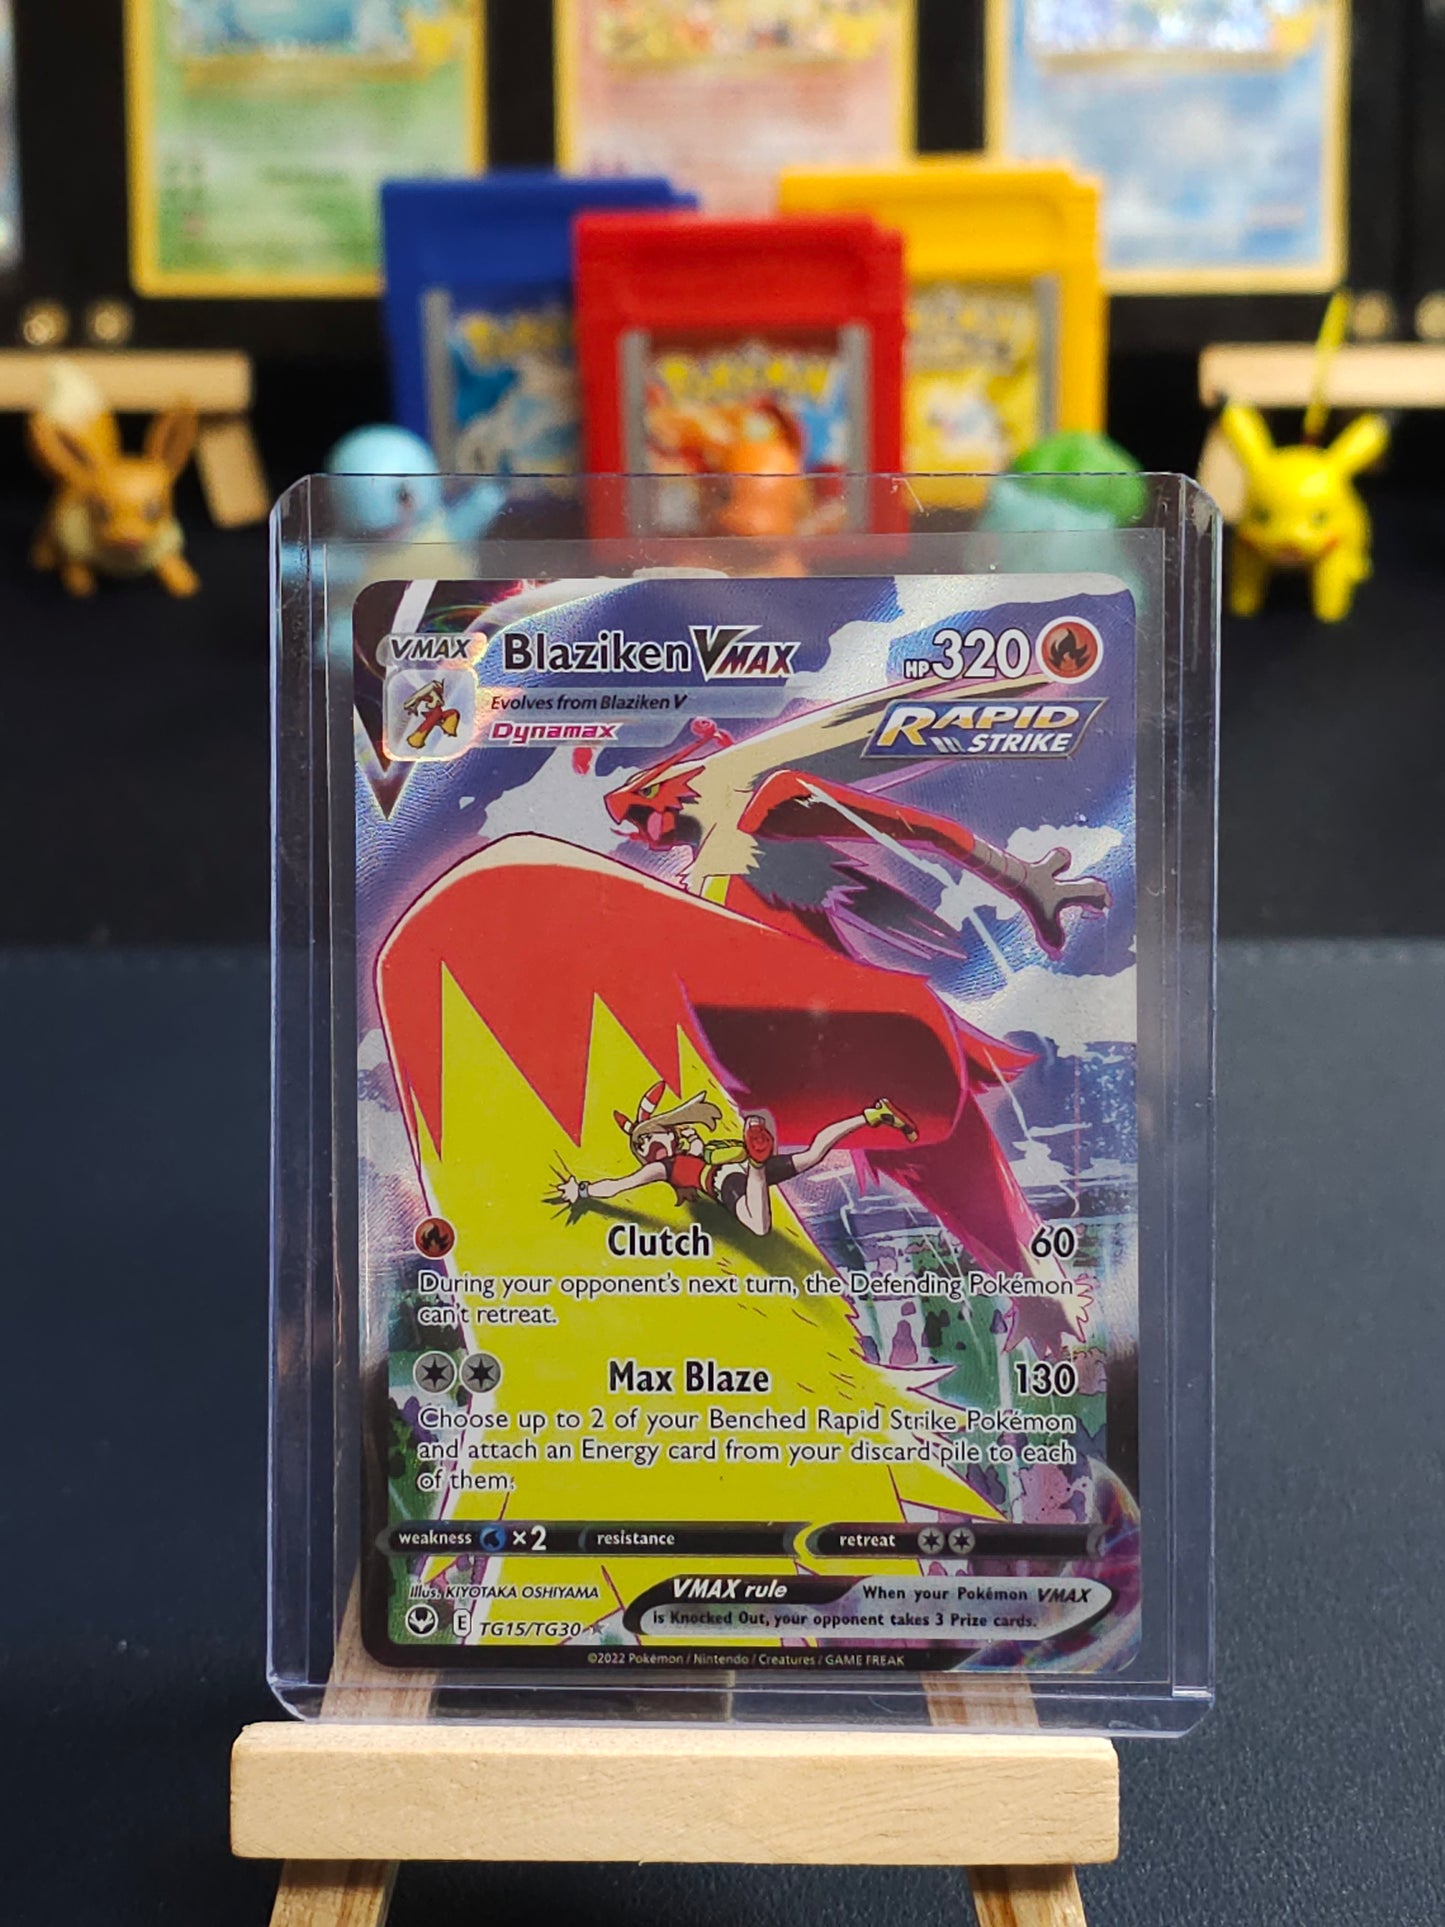 POKÉMON
VMAX
Blaziken VMAX
HP 320
Evolves from Blaziken V
Dynamax
RAPID
STRIKE
Clutch 60
During your opponent's next turn, the Defending Pokémon
can't retreat.
Max Blaze 130
Choose up to 2 of your Benched Rapid Strike Pokémon
and attach an Energy card from your discard pile to each
of them.
weakness ×2 resistance retreat
Illus. KIYOTAKA OSHIYAMA
E TG15/TG30
VMAX rule When your Pokémon VMAX
is Knocked Out, your opponent takes 3 Prize cards.
©2022 Pokémon / Nintendo / Creatures / GAME FREAK